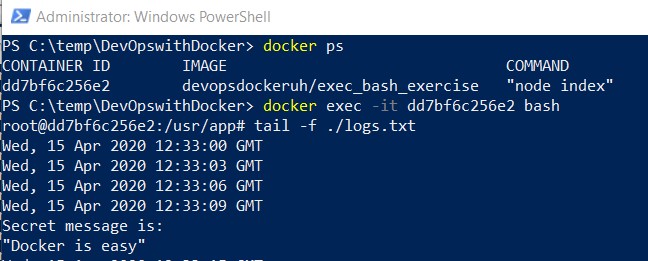 Administrator: Windows PowerShell
PS C:\temp\DevOpswithDocker> docker ps
CONTAINER ID        IMAGE                               COMMAND
dd7bf6c256e2        devopsdockeruh/exec_bash_exercise   "node index"
PS C:\temp\DevOpswithDocker> docker exec -it dd7bf6c256e2 bash
root@dd7bf6c256e2:/usr/app# tail -f ./logs.txt
Wed, 15 Apr 2020 12:33:00 GMT
Wed, 15 Apr 2020 12:33:03 GMT
Wed, 15 Apr 2020 12:33:06 GMT
Wed, 15 Apr 2020 12:33:09 GMT
Secret message is:
"Docker is easy"